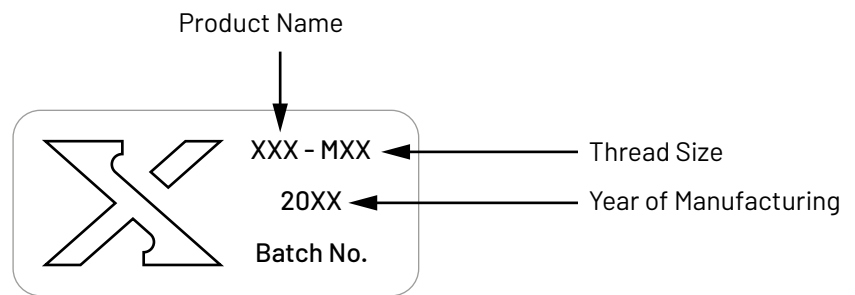 Product Name
XXX - MXX
Thread Size
20XX
Year of Manufacturing
Batch No.